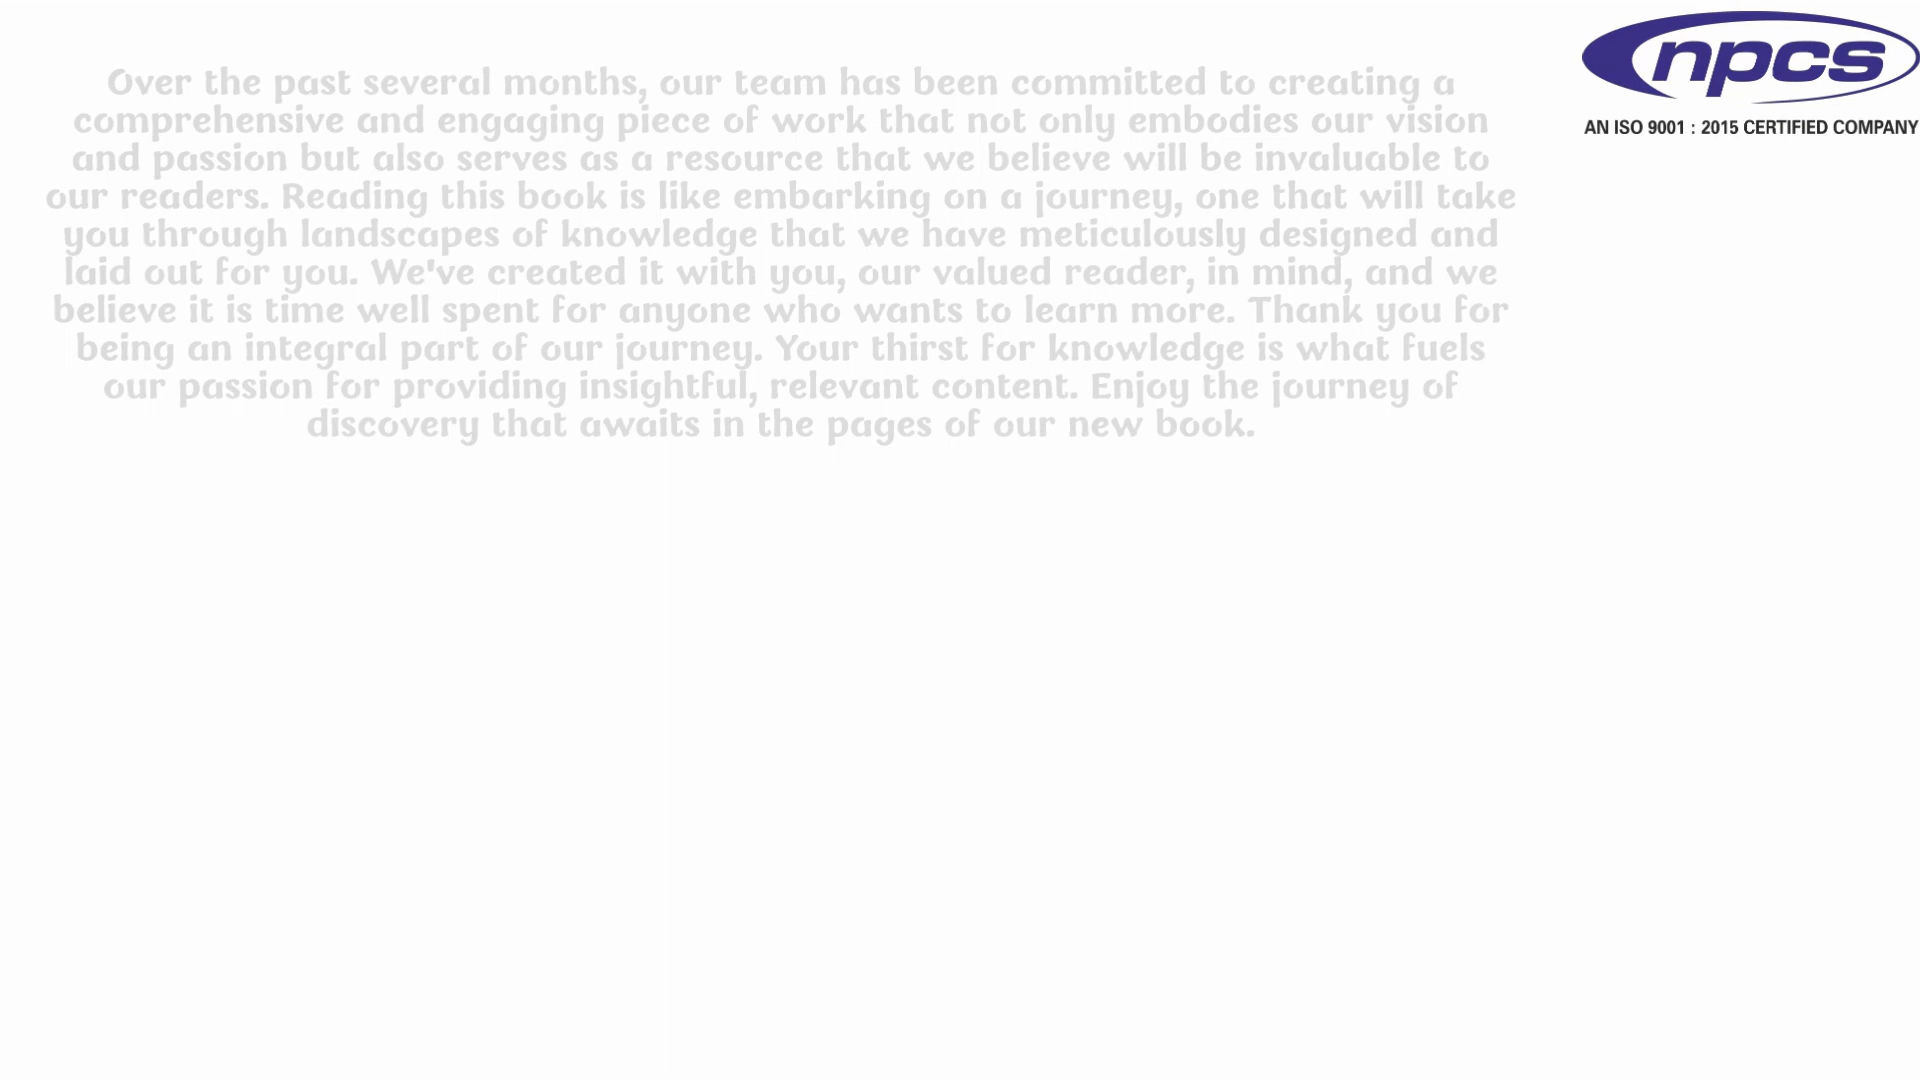 Over the past several months, our team has been committed to creating a
comprehensive and engaging piece of work that not only embodies our vision
and passion but also serves as a resource that we believe will be invaluable to
our readers. Reading this book is like embarking on a journey, one that will take
you through landscapes of knowledge that we have meticulously designed and
laid out for you. We've created it with you, our valued reader, in mind, and we
believe it is time well spent for anyone who wants to learn more. Thank you for
being an integral part of our journey. Your thirst for knowledge is what fuels
our passion for providing insightful, relevant content. Enjoy the journey of
discovery that awaits in the pages of our new book.
npcs
AN ISO 9001 : 2015 CERTIFIED COMPANY